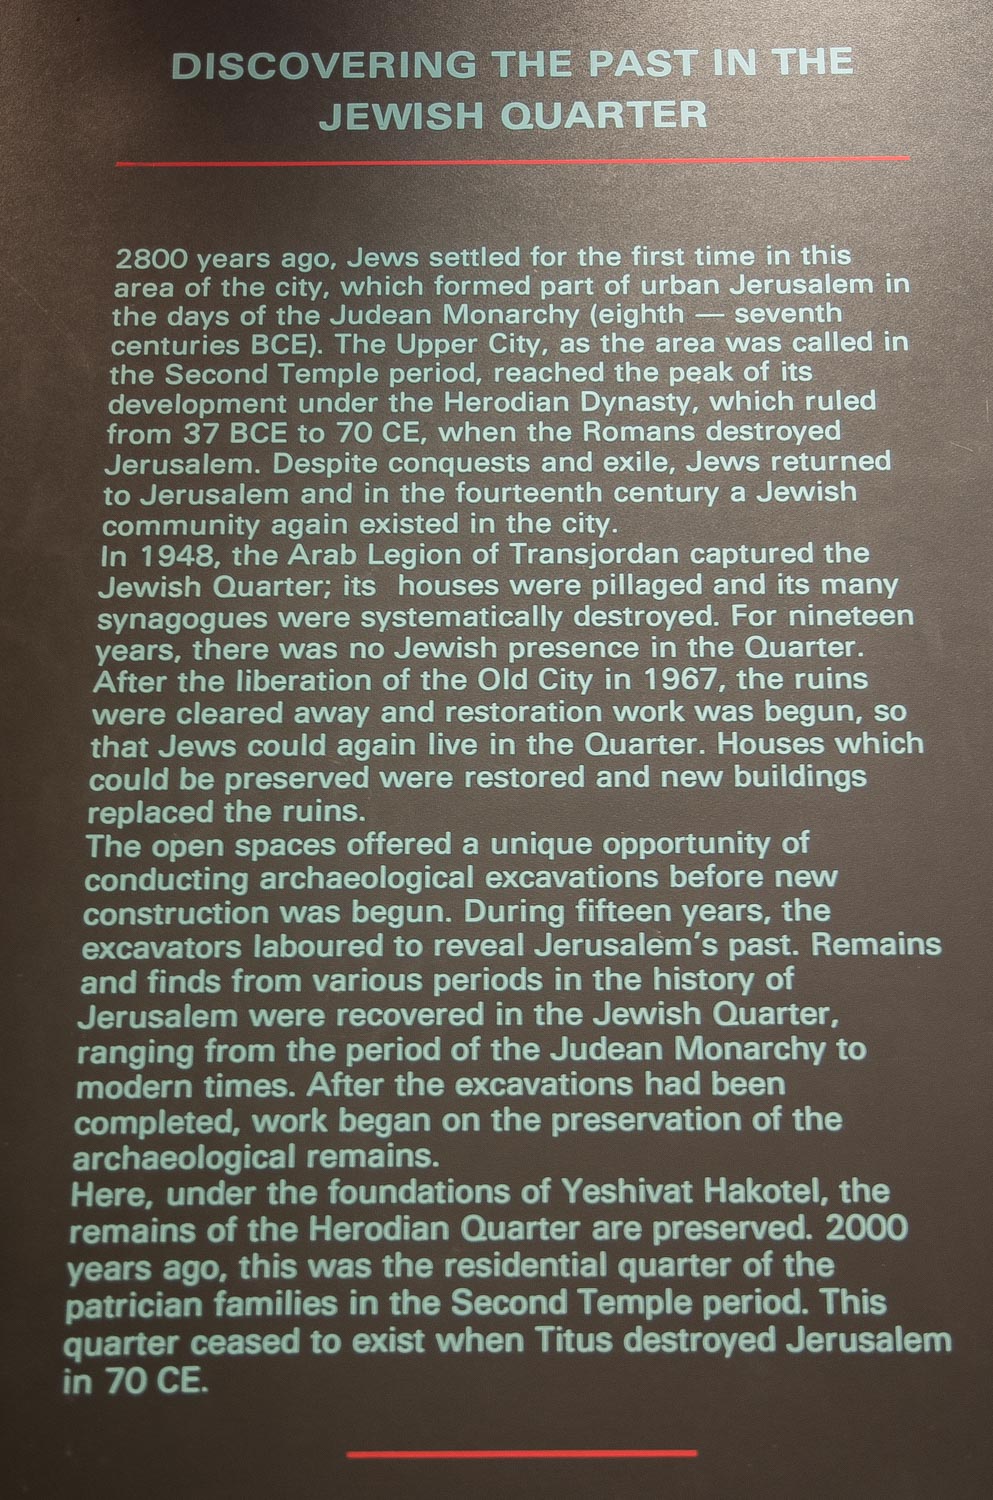 DISCOVERING THE PAST IN THE
JEWISH QUARTER
2800 years ago, Jews settled for the first time in this
area of the city, which formed part of urban Jerusalem in
the days of the Judean Monarchy (eighth — seventh
centuries BCE). The Upper City, as the area was called in
the Second Temple period, reached the peak of its
development under the Herodian Dynasty, which ruled
from 37 BCE to 70 CE, when the Romans destroyed
Jerusalem. Despite conquests and exile, Jews returned
to Jerusalem and in the fourteenth century a Jewish
community again existed in the city.
In 1948, the Arab Legion of Transjordan captured the
Jewish Quarter; its  houses were pillaged and its many
synagogues were systematically destroyed. For nineteen
years, there was no Jewish presence in the Quarter.
After the liberation of the Old City in 1967, the ruins
were cleared away and restoration work was begun, so
that Jews could again live in the Quarter. Houses which
could be preserved were restored and new buildings
replaced the ruins.
The open spaces offered a unique opportunity of
conducting archaeological excavations before new
construction was begun. During fifteen years, the
excavators laboured to reveal Jerusalem's past. Remains
and finds from various periods in the history of
Jerusalem were recovered in the Jewish Quarter,
ranging from the period of the Judean Monarchy to
modern times. After the excavations had been
completed, work began on the preservation of the
archaeological remains.
Here, under the foundations of Yeshivat Hakotel, the
remains of the Herodian Quarter are preserved. 2000
years ago, this was the residential quarter of the
patrician families in the Second Temple period. This
quarter ceased to exist when Titus destroyed Jerusalem
in 70 CE.